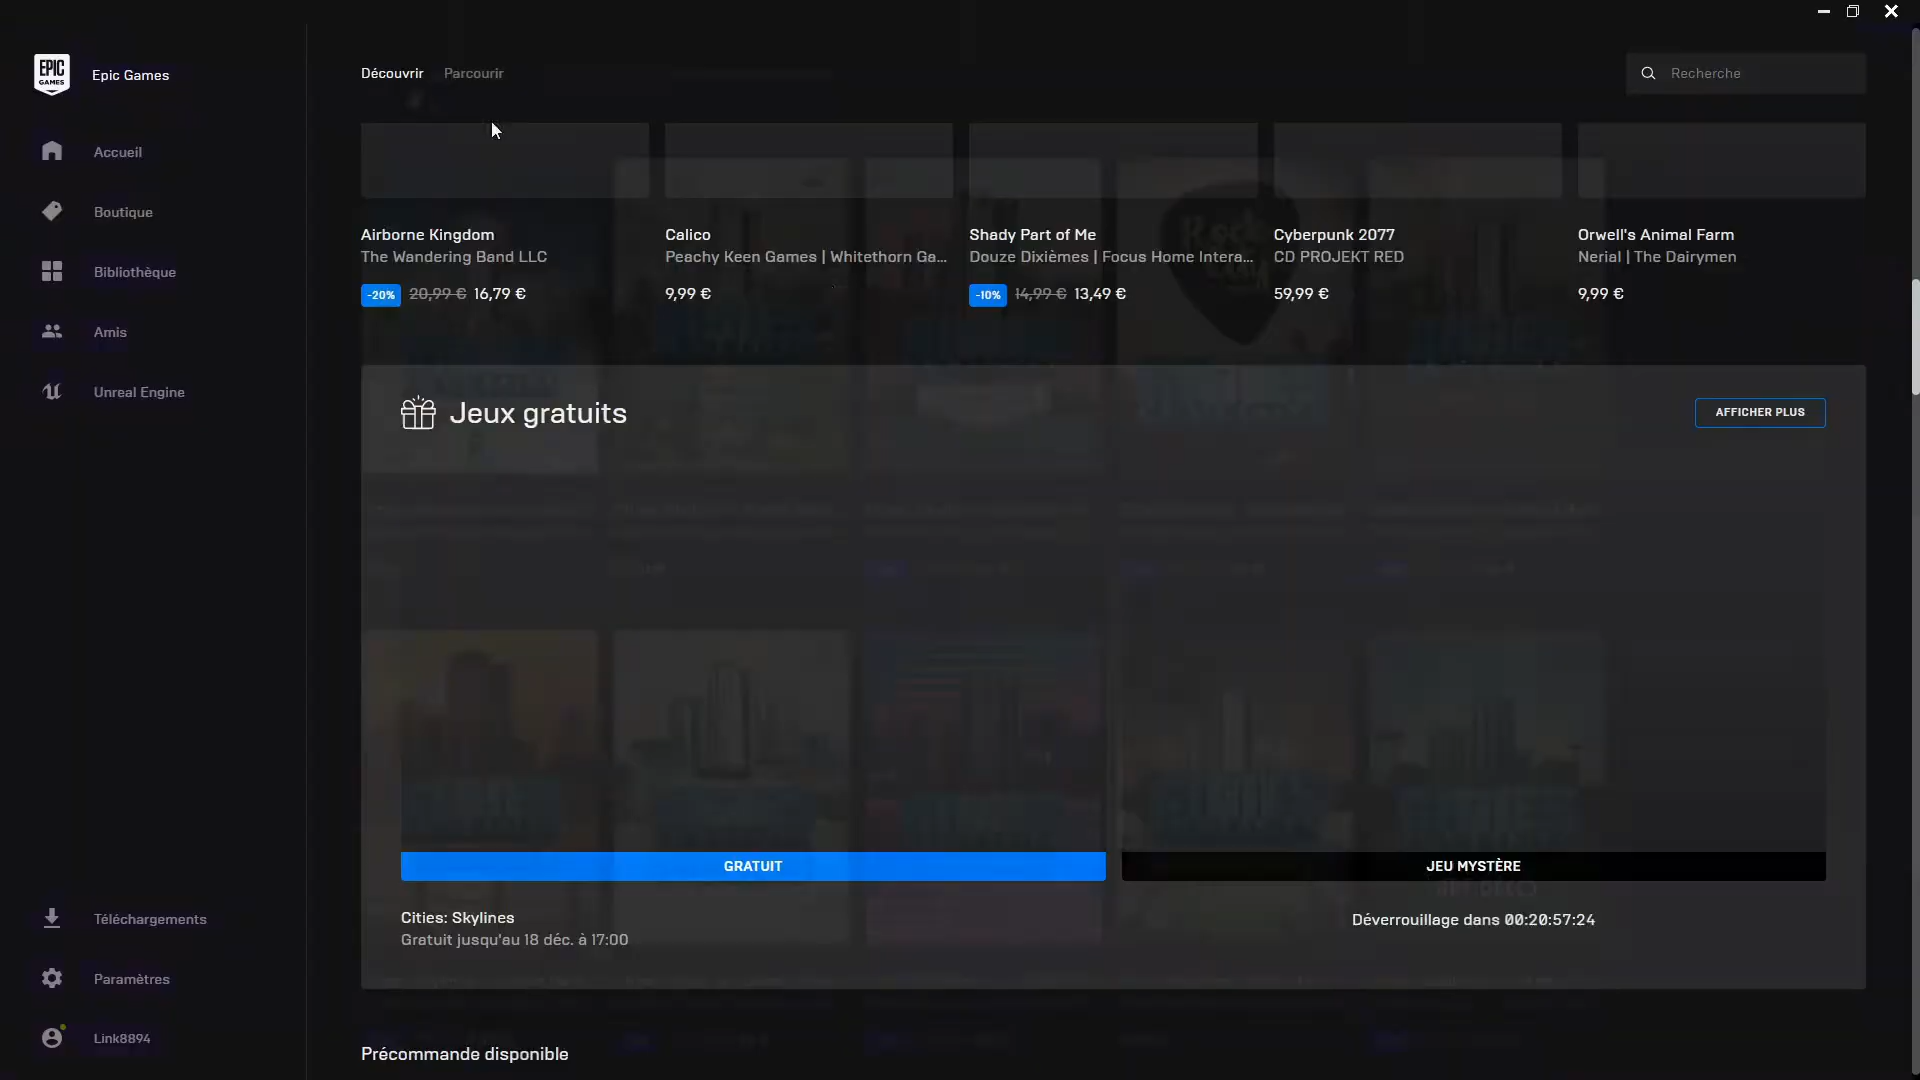 EPIC
GAMES
Epic Games
Accueil
Boutique
Bibliothèque
Amis
Unreal Engine
Téléchargements
Paramètres
Link8894
Découvrir
Parcourir
Recherche
Airborne Kingdom
The Wandering Band LLC
-20% 20,99 € 16,79 €
Calico
Peachy Keen Games | Whitethorn Ga...
9,99 €
Shady Part of Me
Douze Dixièmes | Focus Home Intera...
-10% 14,99 € 13,49 €
Cyberpunk 2077
CD PROJEKT RED
59,99 €
Orwell's Animal Farm
Nerial | The Dairymen
9,99 €
Jeux gratuits
AFFICHER PLUS
GRATUIT
Cities: Skylines
Gratuit jusqu'au 18 déc. à 17:00
JEU MYSTÈRE
Déverrouillage dans 00:20:57:24
Précommande disponible